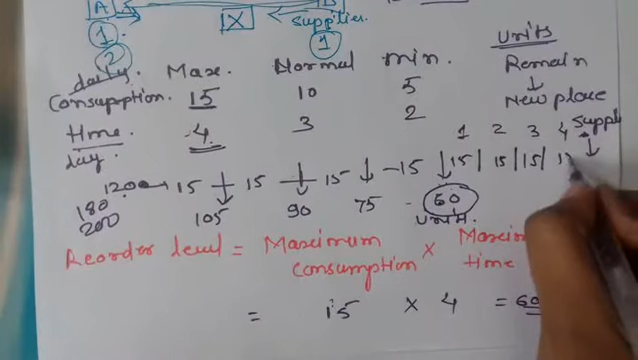 A X
1 Supplier.
2 1
daily. Max. Normal min. Units
Consupption. 15 10 5 Remain
Time 4 3 2 New place
day. 1 2 3 4 Supply
1200 15 15 15 - 15 15 | 15 | 15 |
180 105 90 75 - 60
200 Units.
Reorder level = Maximum × Maxim
consumption time
= 15 × 4 = 60